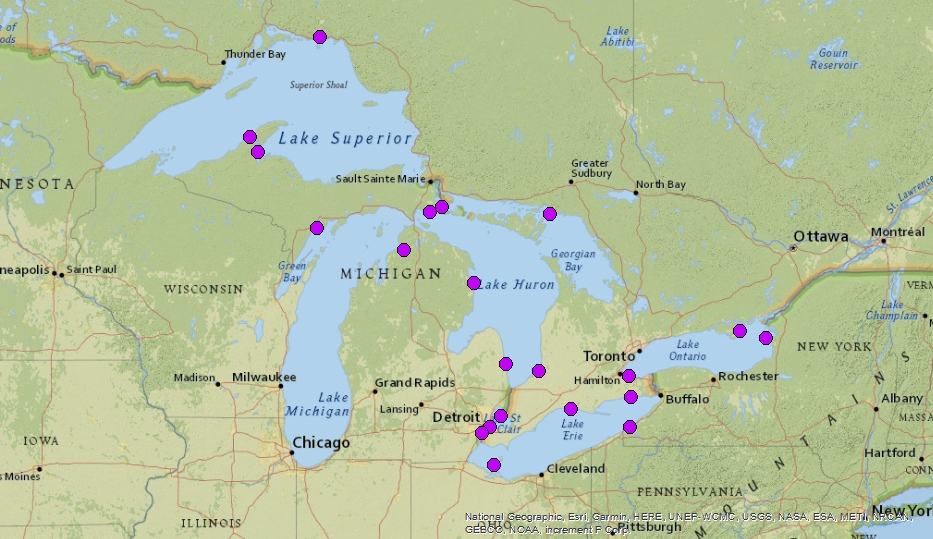 Lake
Abitibi
e of
ods
Thunder Bay
Gouin
Reservoir
Superior Shoal
Lake Superior
Greater
Sudbury
NESOTA
Sault Sainte Marie
North Bay
St. Lawrence
Ottawa
Montréal
neapolis
Saint Paul
Green
Bay
MICHIGAN
Georgian
Bay
WISCONSIN
Lake Huron
VERM
Lake
Champlain
Lake
Ontario
NEW YORK
Toronto
Madison
Milwaukee
Grand Rapids
Hamilton
Rochester
Lake
Michigan
Lansing
Buffalo
Albany
Detroit
St
Clair
Lake
Erie
MASSA
IOWA
Chicago
Hartford
s Moines
Cleveland
CONN
PENNSYLVANIA
M O U N T A I N S
New York
ILLINOIS
OHIO
Pittsburgh
NEW
National Geographic, Esri, Garmin, HERE, UNEP-WCMC, USGS, NASA, ESA, METI, NRCAN,
GEBCO, NOAA, increment P Corp.